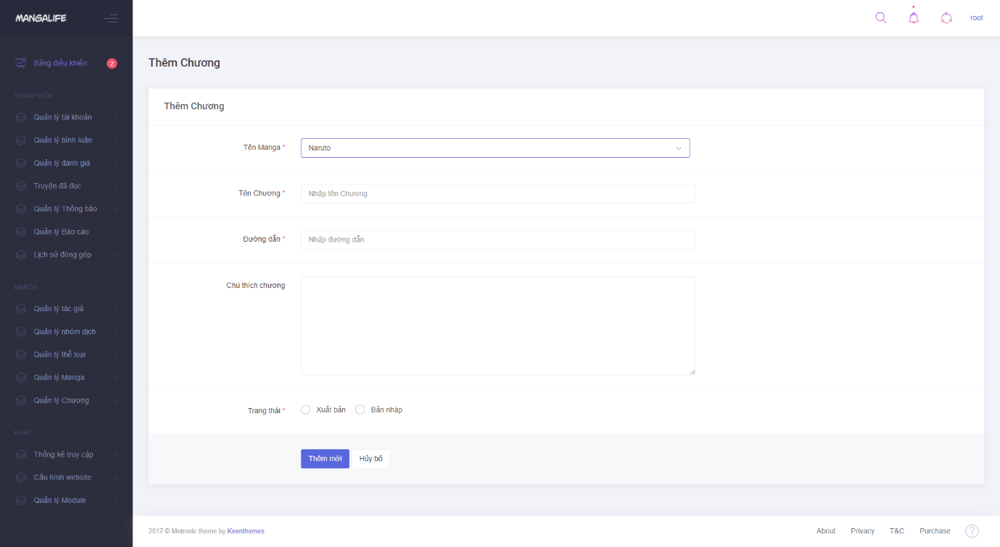 MANGALIFE
root
Bảng điều khiển 2
THÀNH VIÊN
Quản lý tài khoản
Quản lý bình luận
Quản lý đánh giá
Truyện đã đọc
Quản lý Thông báo
Quản lý Báo cáo
Lịch sử đóng góp
MANGA
Quản lý tác giả
Quản lý nhóm dịch
Quản lý thể loại
Quản lý Manga
Quản lý Chương
KHÁC
Thống kê truy cập
Cấu hình website
Quản lý Module
Thêm Chương
Thêm Chương
Tên Manga * Naruto
Tên Chương * Nhập tên Chương
Đường dẫn * Nhập đường dẫn
Chú thích chương
Trạng thái * Xuất bản Bản nháp
Thêm mới Hủy bỏ
2017 © Metronic theme by Keenthemes
About Privacy T&C Purchase ?